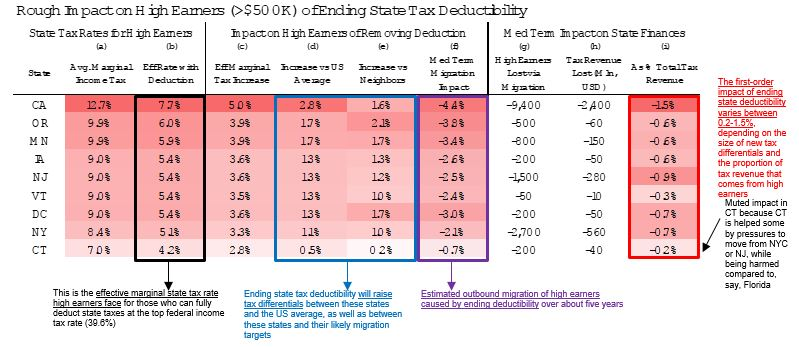 Rough Impact on High Earners (>$500K) of Ending State Tax Deductibility
State Tax Rates for High Earners Impact on High Earners of Removing Deduction Med Term Impact on State Finances
(a) (b) (c) (d) (e) (f) (g) (h) (i)
State Avg. Marginal Income Tax Eff Rate with Deduction Eff Marginal Tax Increase Increase vs US Average Increase vs Neighbors Med Term Migration Impact High Earners Lost via Migration Tax Revenue Lost (Mln, USD) As % Total Tax Revenue
CA 12.7% 7.7% 5.0% 2.8% 1.6% -4.4% -9,400 -2,400 -1.5%
OR 9.9% 6.0% 3.9% 1.7% 2.1% -3.8% -500 -60 -0.6%
MN 9.9% 5.9% 3.9% 1.7% 1.7% -3.4% -800 -150 -0.6%
IA 9.0% 5.4% 3.6% 1.3% 1.3% -2.6% -200 -50 -0.6%
NJ 9.0% 5.4% 3.6% 1.3% 1.2% -2.5% -1,500 -280 -0.9%
VT 9.0% 5.4% 3.5% 1.3% 1.0% -2.4% -50 -10 -0.3%
DC 9.0% 5.4% 3.6% 1.3% 1.7% -3.0% -200 -50 -0.7%
NY 8.4% 5.1% 3.3% 1.1% 1.0% -2.1% -2,700 -560 -0.7%
CT 7.0% 4.2% 2.8% 0.5% 0.2% -0.7% -200 -40 -0.2%
The first-order
impact of ending
state deductibility
varies between
0.2-1.5%,
depending on the
size of new tax
differentials and
the proportion of
tax revenue that
comes from high
earners
Muted impact in
CT because CT
is helped some
by pressures to
move from NYC
or NJ, while
being harmed
compared to,
say, Florida
This is the effective marginal state tax rate
high earners face for those who can fully
deduct state taxes at the top federal income
tax rate (39.6%)
Ending state tax deductibility will raise
tax differentials between these states
and the US average, as well as between
these states and their likely migration
targets
Estimated outbound migration of high earners
caused by ending deductibility over about five years